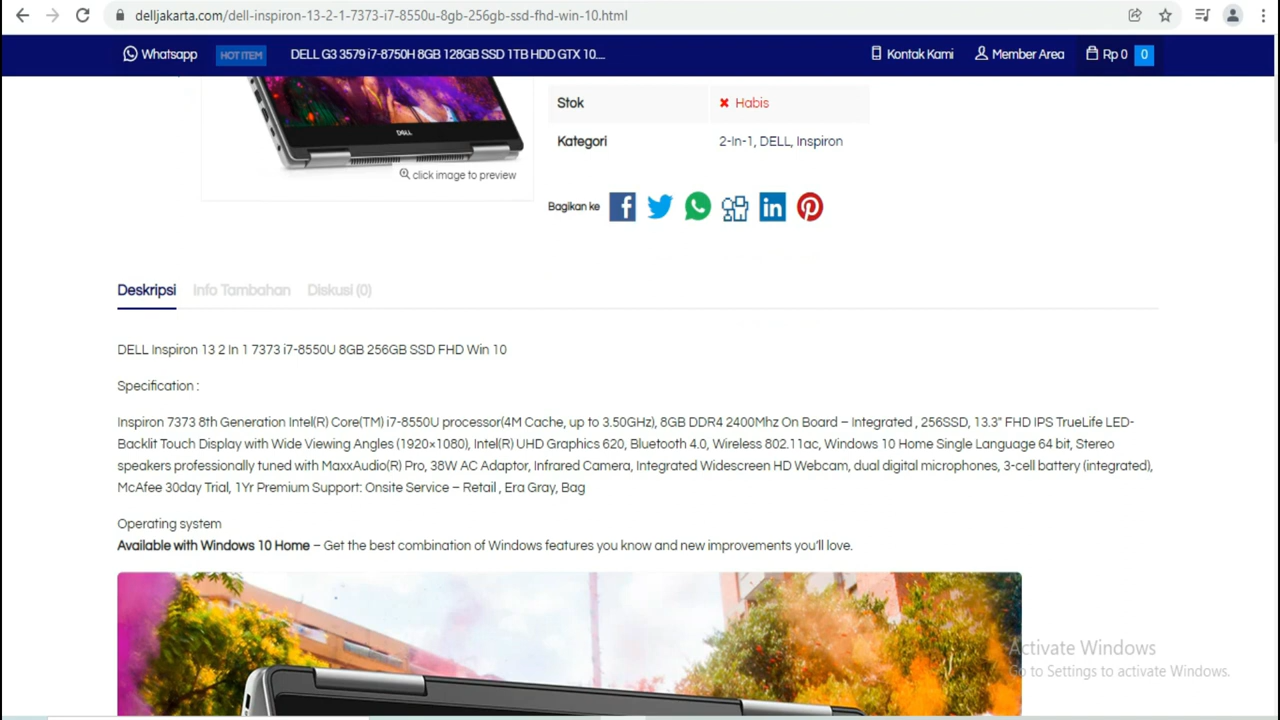 delljakarta.com/dell-inspiron-13-2-1-7373-i7-8550u-8gb-256gb-ssd-fhd-win-10.html
Whatsapp HOT ITEM DELL G3 3579 i7-8750H 8GB 128GB SSD 1TB HDD GTX 10.... Kontak Kami Member Area Rp 0 0
Stok Habis
DELL
Kategori 2-In-1, DELL, Inspiron
click image to preview
Bagikan ke
Deskripsi Info Tambahan Diskusi (0)
DELL Inspiron 13 2 In 1 7373 i7-8550U 8GB 256GB SSD FHD Win 10
Specification :
Inspiron 7373 8th Generation Intel(R) Core(TM) i7-8550U processor(4M Cache, up to 3.50GHz), 8GB DDR4 2400Mhz On Board – Integrated , 256SSD, 13.3" FHD IPS TrueLife LED-
Backlit Touch Display with Wide Viewing Angles (1920×1080), Intel(R) UHD Graphics 620, Bluetooth 4.0, Wireless 802.11ac, Windows 10 Home Single Language 64 bit, Stereo
speakers professionally tuned with MaxxAudio(R) Pro, 38W AC Adaptor, Infrared Camera, Integrated Widescreen HD Webcam, dual digital microphones, 3-cell battery (integrated),
McAfee 30day Trial, 1Yr Premium Support: Onsite Service – Retail , Era Gray, Bag
Operating system
Available with Windows 10 Home – Get the best combination of Windows features you know and new improvements you'll love.
Activate Windows
Go to Settings to activate Windows.